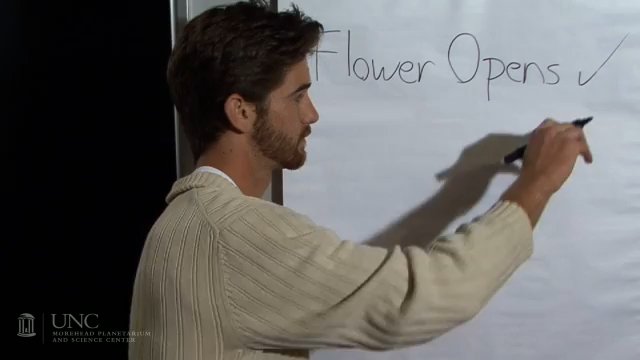 Flower Opens ✓
UNC
MOREHEAD PLANETARIUM
AND SCIENCE CENTER